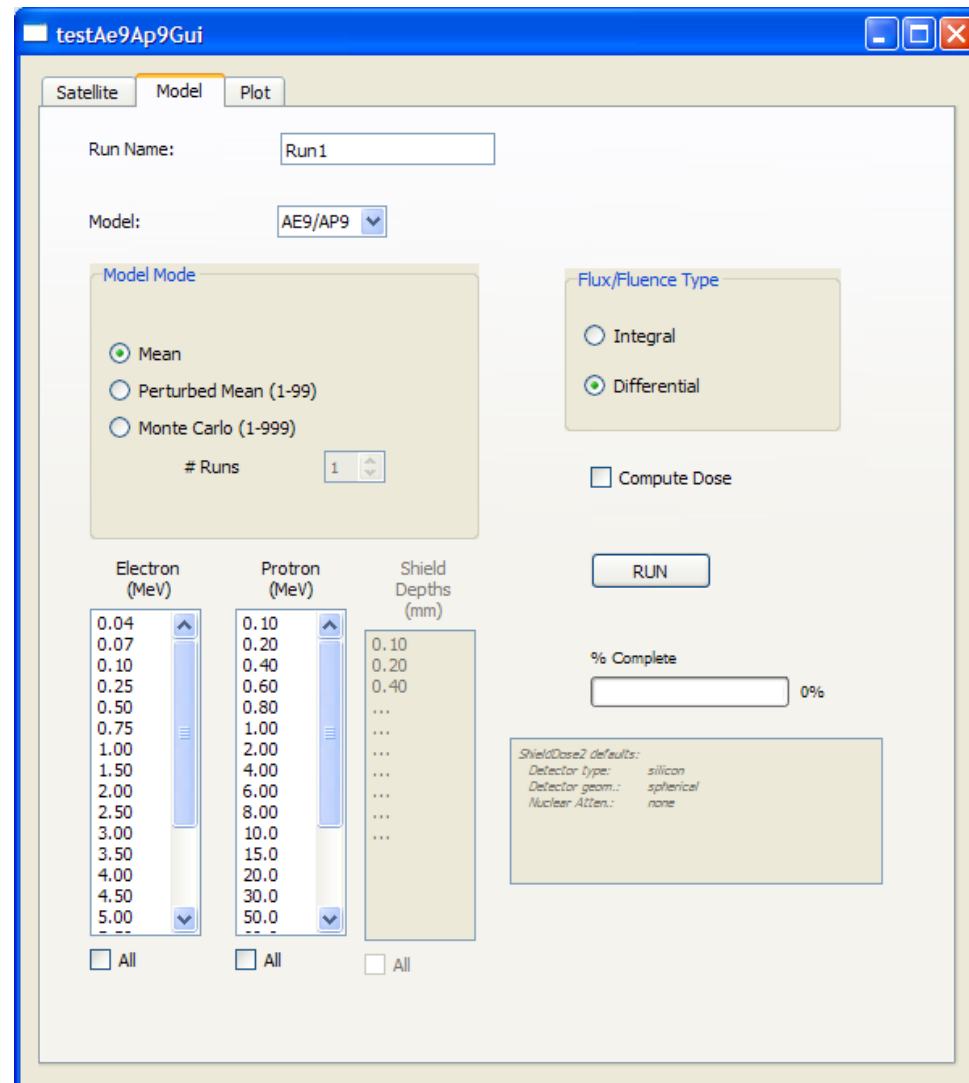 testAe9Ap9Gui
Satellite Model Plot
Run Name: Run1
Model: AE9/AP9
Model Mode
Mean
Perturbed Mean (1-99)
Monte Carlo (1-999)
# Runs 1
Flux/Fluence Type
Integral
Differential
Compute Dose
RUN
% Complete
0%
Electron
(MeV)
0.04
0.07
0.10
0.25
0.50
0.75
1.00
1.50
2.00
2.50
3.00
3.50
4.00
4.50
5.00
All
Protron
(MeV)
0.10
0.20
0.40
0.60
0.80
1.00
2.00
4.00
6.00
8.00
10.0
15.0
20.0
30.0
50.0
All
Shield
Depths
(mm)
0.10
0.20
0.40
...
...
...
...
...
...
...
All
ShieldDose2 defaults:
Detector type: silicon
Detector geom.: spherical
Nuclear Atten.: none